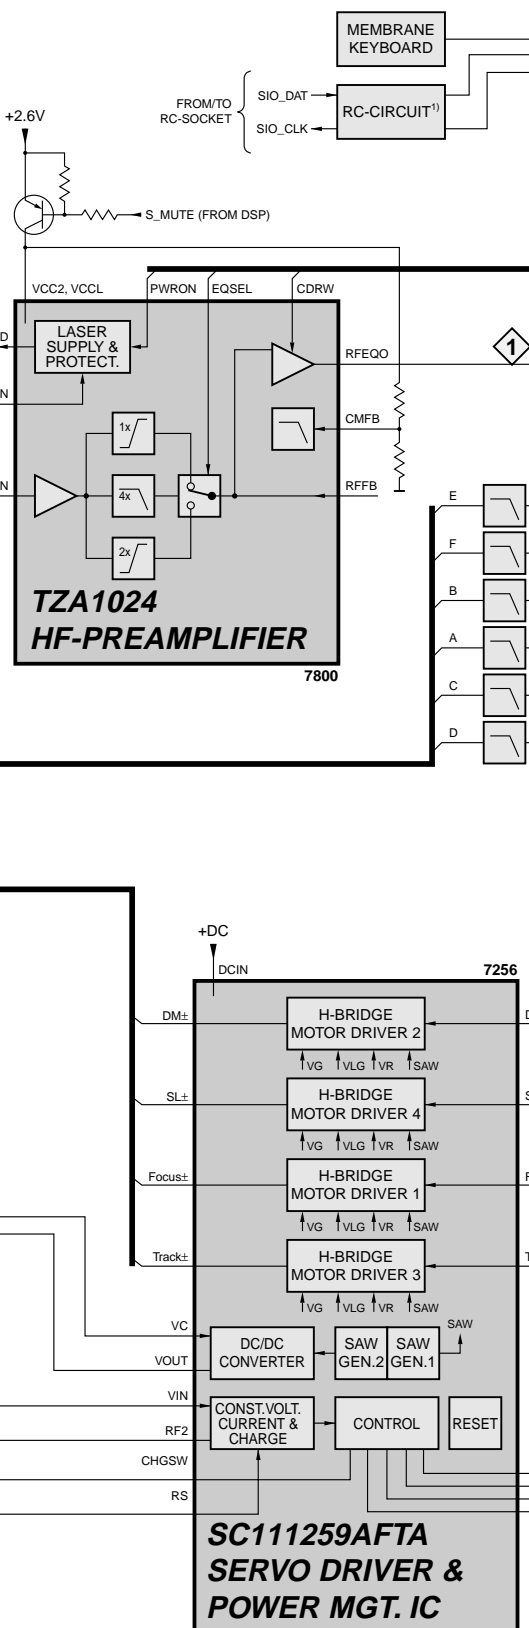 MEMBRANE
KEYBOARD
FROM/TO
RC-SOCKET
SIO_DAT
SIO_CLK
RC-CIRCUIT1)
+2.6V
S_MUTE (FROM DSP)
VCC2, VCCL
PWRON
EQSEL
CDRW
D
LASER
SUPPLY &
PROTECT.
RFEQO
1
N
1x
CMFB
N
4x
RFFB
2x
E
F
B
A
C
D
TZA1024
HF-PREAMPLIFIER
7800
+DC
DCIN
7256
DM±
H-BRIDGE
MOTOR DRIVER 2
VG VLG VR SAW
SL±
H-BRIDGE
MOTOR DRIVER 4
S
VG VLG VR SAW
Focus±
H-BRIDGE
MOTOR DRIVER 1
VG VLG VR SAW
Track±
H-BRIDGE
MOTOR DRIVER 3
T
VG VLG VR SAW
VC
SAW
VOUT
DC/DC
CONVERTER
SAW
GEN.2
SAW
GEN.1
VIN
RF2
CONST.VOLT.
CURRENT &
CHARGE
CONTROL
RESET
CHGSW
RS
SC111259AFTA
SERVO DRIVER &
POWER MGT. IC